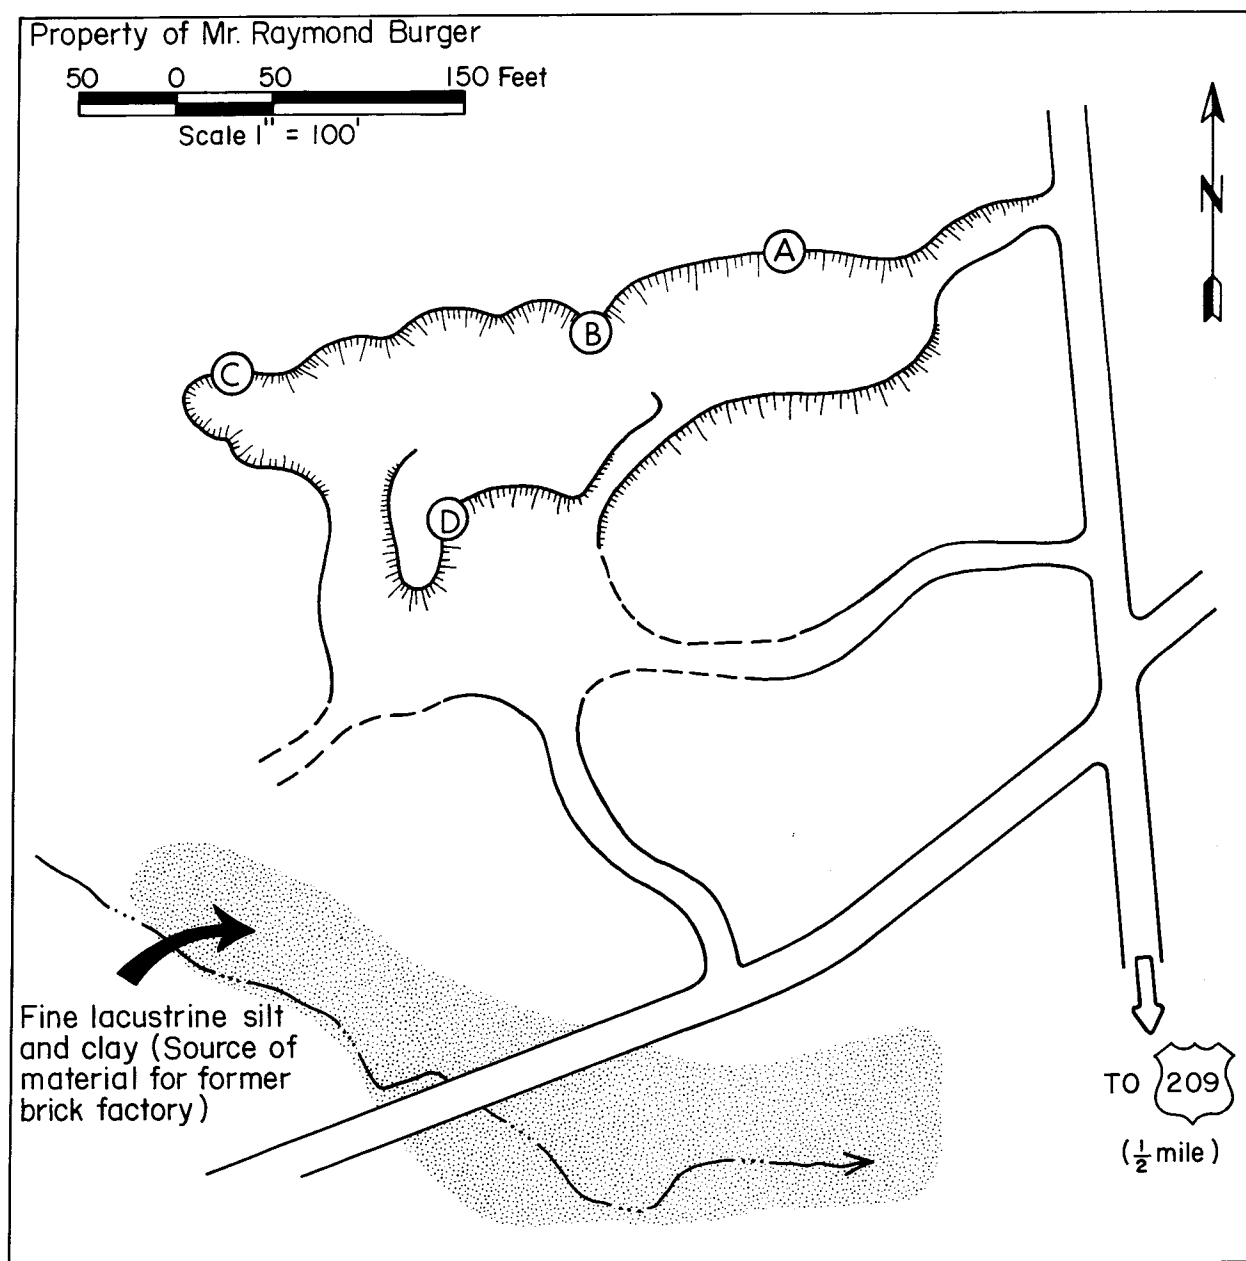 Property of Mr. Raymond Burger
50 0 50 150 Feet
Scale 1" = 100'
N
A
B
C
D
Fine lacustrine silt
and clay (Source of
material for former
brick factory)
TO 209
(1/2 mile)